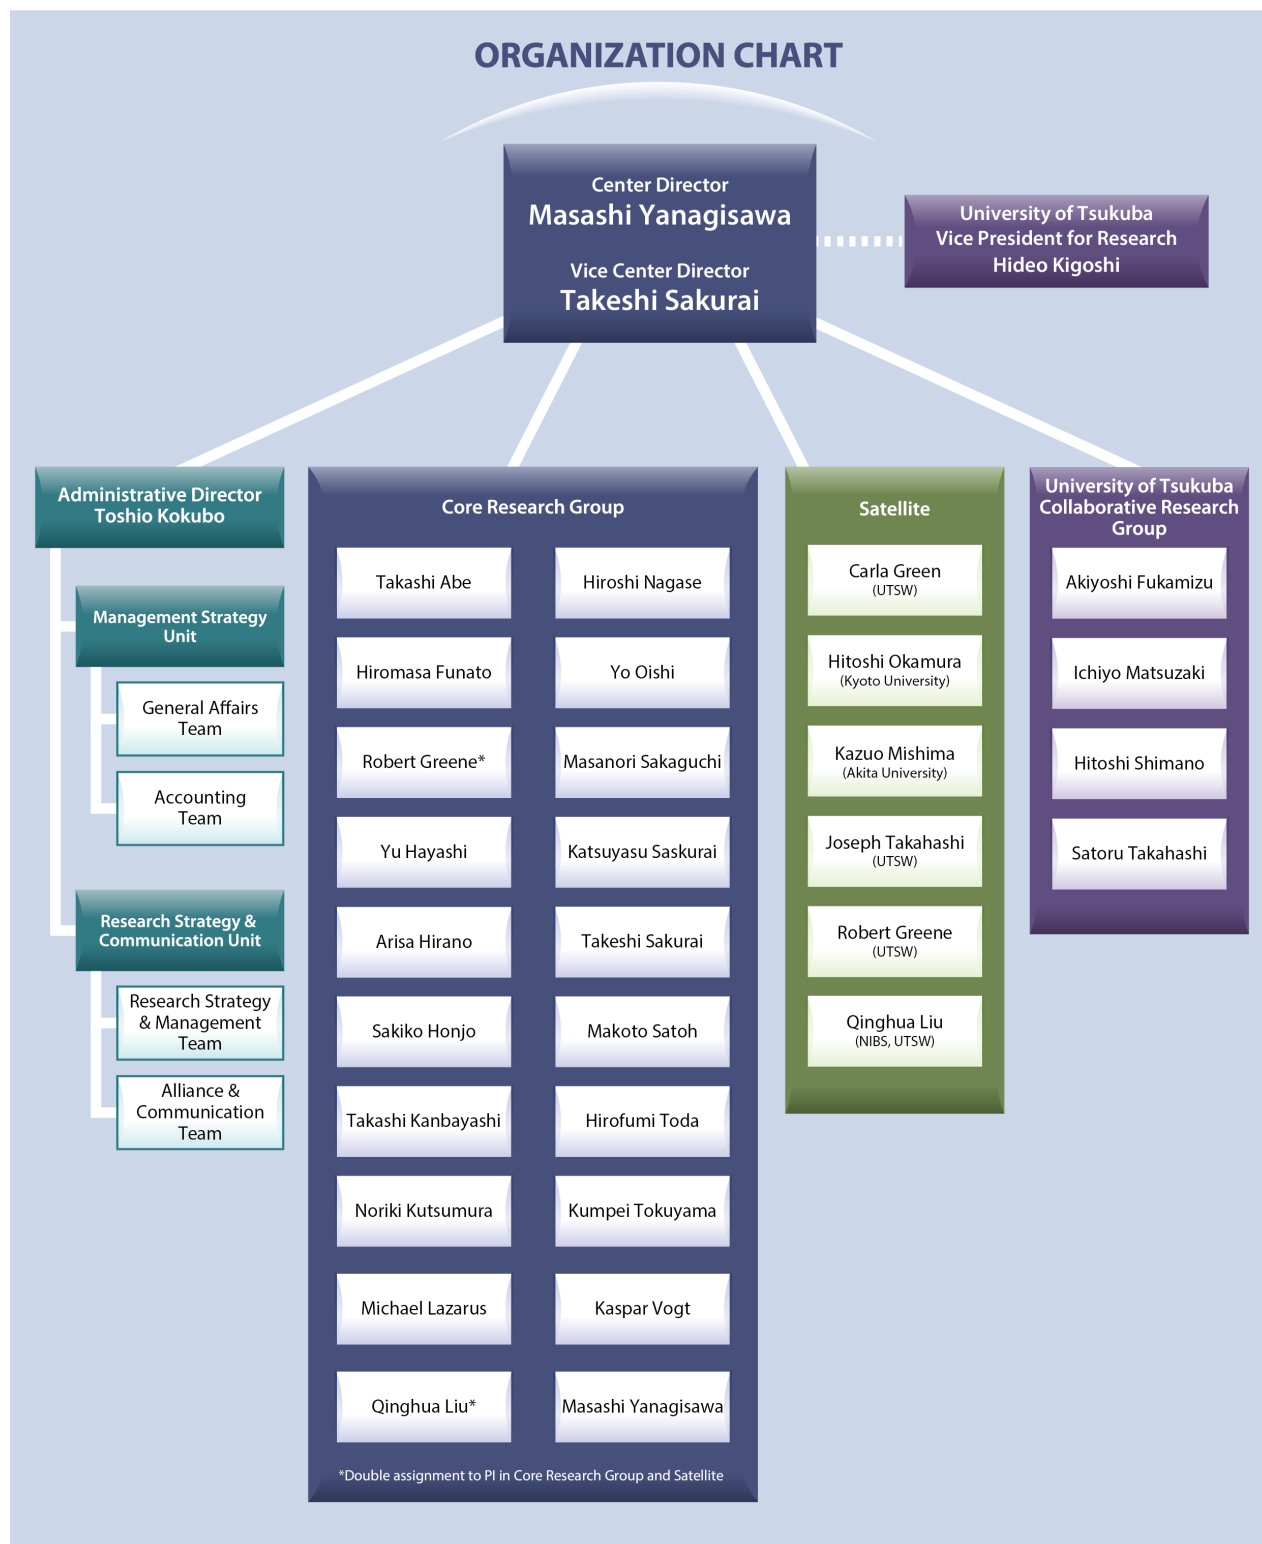 ORGANIZATION CHART
Center Director
Masashi Yanagisawa
Vice Center Director
Takeshi Sakurai
University of Tsukuba
Vice President for Research
Hideo Kigoshi
Administrative Director
Toshio Kokubo
Management Strategy
Unit
General Affairs
Team
Accounting
Team
Research Strategy &
Communication Unit
Research Strategy
& Management
Team
Alliance &
Communication
Team
Core Research Group
Takashi Abe
Hiroshi Nagase
Hiromasa Funato
Yo Oishi
Robert Greene*
Masanori Sakaguchi
Yu Hayashi
Katsuyasu Saskurai
Arisa Hirano
Takeshi Sakurai
Sakiko Honjo
Makoto Satoh
Takashi Kanbayashi
Hirofumi Toda
Noriki Kutsumura
Kumpei Tokuyama
Michael Lazarus
Kaspar Vogt
Qinghua Liu*
Masashi Yanagisawa
*Double assignment to PI in Core Research Group and Satellite
Satellite
Carla Green
(UTSW)
Hitoshi Okamura
(Kyoto University)
Kazuo Mishima
(Akita University)
Joseph Takahashi
(UTSW)
Robert Greene
(UTSW)
Qinghua Liu
(NIBS, UTSW)
University of Tsukuba
Collaborative Research
Group
Akiyoshi Fukamizu
Ichiyo Matsuzaki
Hitoshi Shimano
Satoru Takahashi